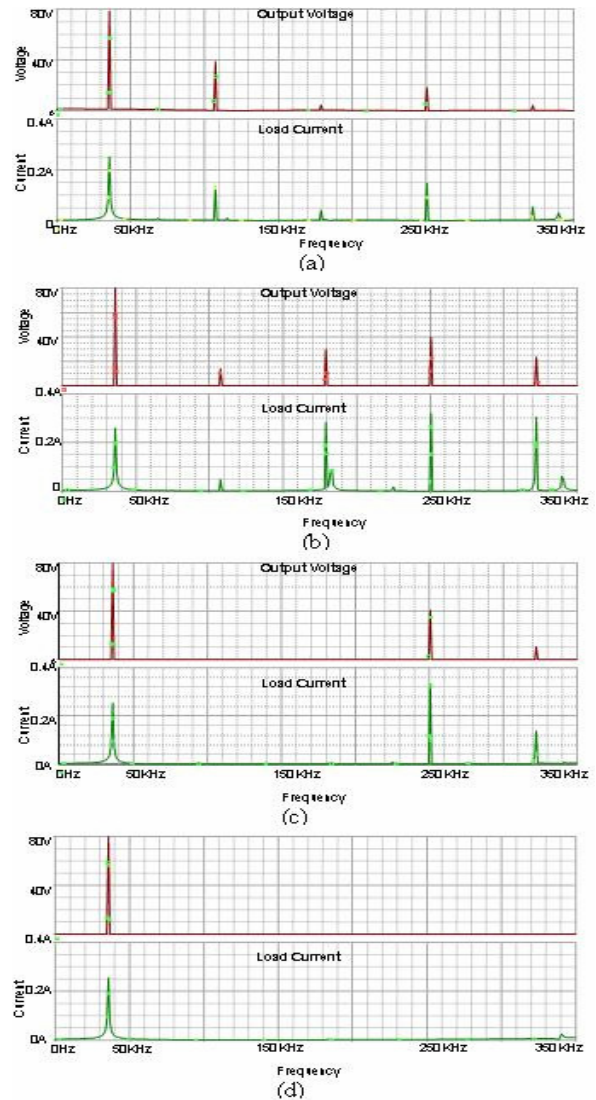 80V
Output Voltage
Voltage
40V
0.4A
Load Current
Current
0.2A
0
0Hz
50KHz
150KHz
250KHz
350KHz
Frequency
(a)
80V
Output Voltage
Voltage
40V
0.4A
Load Current
Current
0.2A
0
0Hz
50KHz
150KHz
250KHz
350KHz
Frequency
(b)
80V
Output Voltage
Voltage
40V
0.4A
Load Current
Current
0.2A
0A
0Hz
50KHz
150KHz
250KHz
350KHz
Frequency
(c)
80V
Voltage
40V
0.4A
Load Current
Current
0.2A
0A
0Hz
50KHz
150KHz
250KHz
350KHz
Frequency
(d)